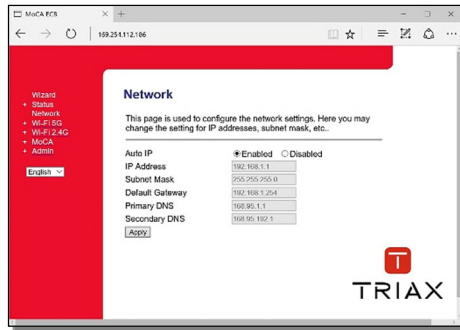 MoCA ECB
169.254.112.106
Wizard
+ Status
Network
+ Wi-Fi 5G
+ Wi-Fi 2.4G
+ MoCA
+ Admin
English
Network
This page is used to configure the network settings. Here you may
change the setting for IP addresses, subnet mask, etc..
Auto IP Enabled Disabled
IP Address 192.168.1.1
Subnet Mask 255.255.255.0
Default Gateway 192.168.1.254
Primary DNS 168.95.1.1
Secondary DNS 168.95.192.1
Apply
T
TRIAX